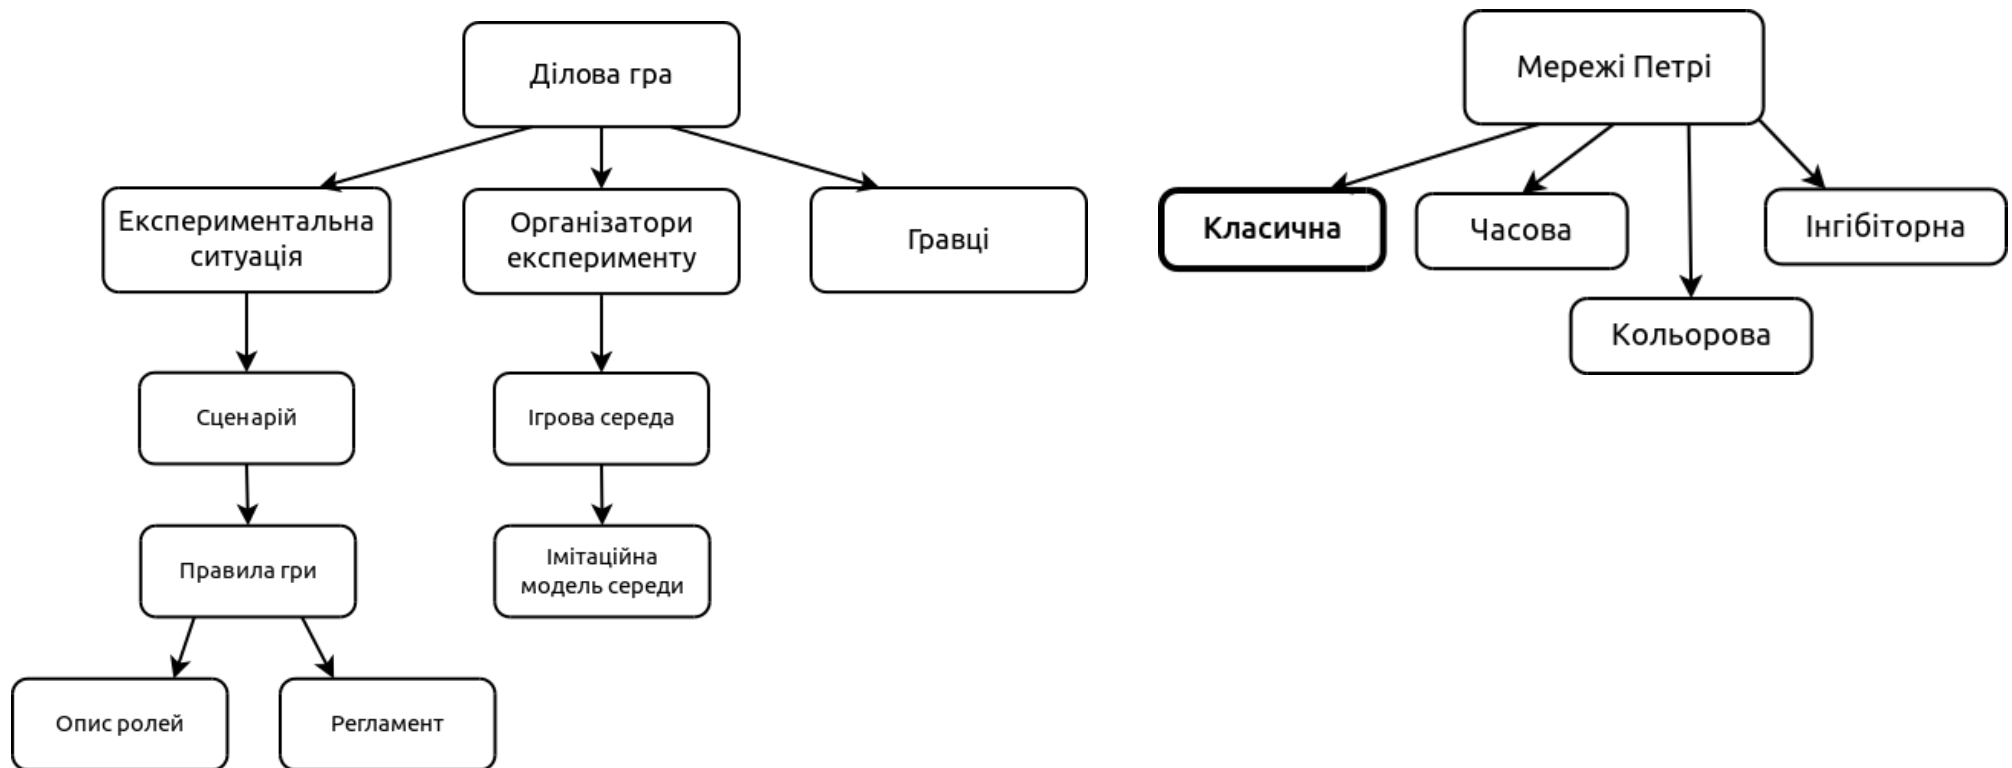 Ділова гра
Експериментальна
ситуація
Організатори
експерименту
Гравці
Сценарій
Ігрова середа
Правила гри
Імітаційна
модель середи
Опис ролей
Регламент
Мережі Петрі
Класична
Часова
Інгібіторна
Кольорова